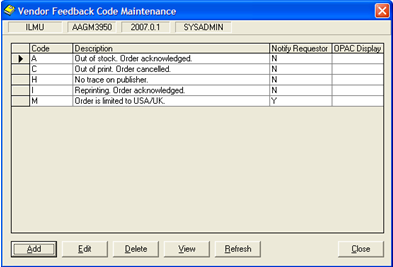 Vendor Feedback Code Maintenance
ILMU AAGM3950 2007.0.1 SYSADMIN
Code Description Notify Requestor OPAC Display
A Out of stock. Order acknowledged. N
C Out of print. Order cancelled. N
H No trace on publisher. N
I Reprinting. Order acknowledged. N
M Order is limited to USA/UK. Y
Add Edit Delete View Refresh Close